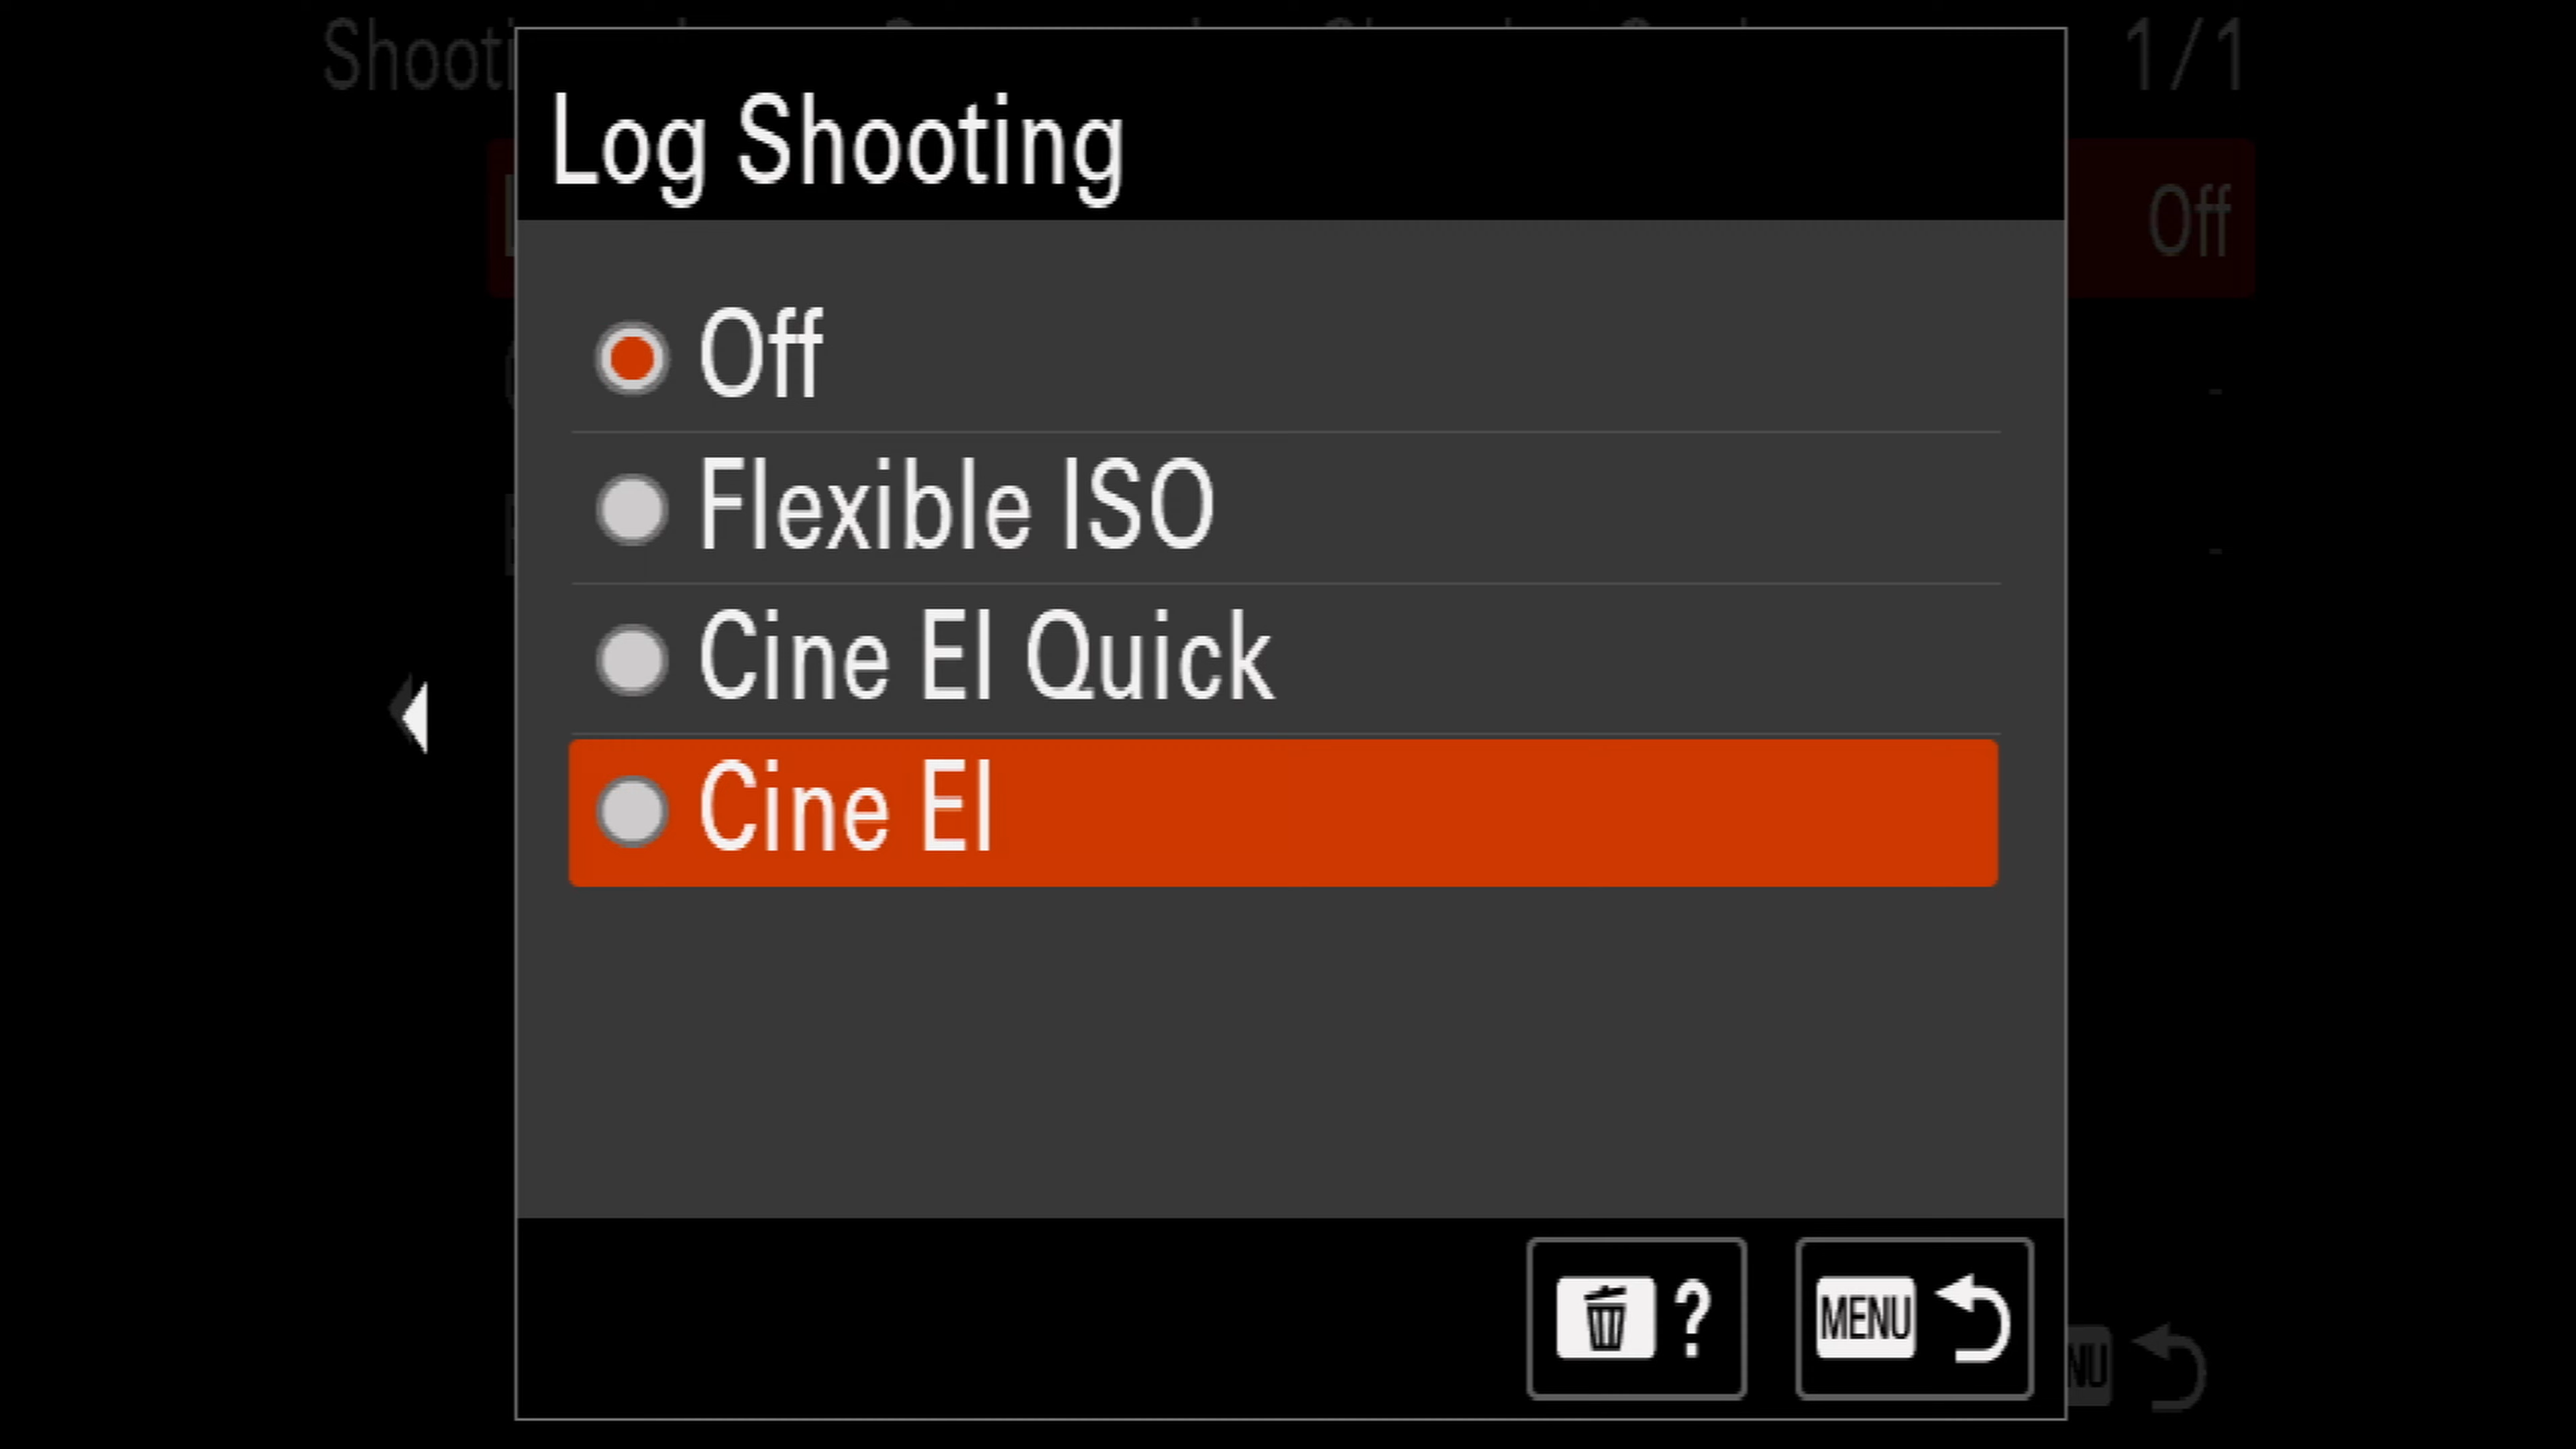 Log Shooting
1/1
Off
Off
Flexible ISO
Cine EI Quick
Cine EI
?
MENU